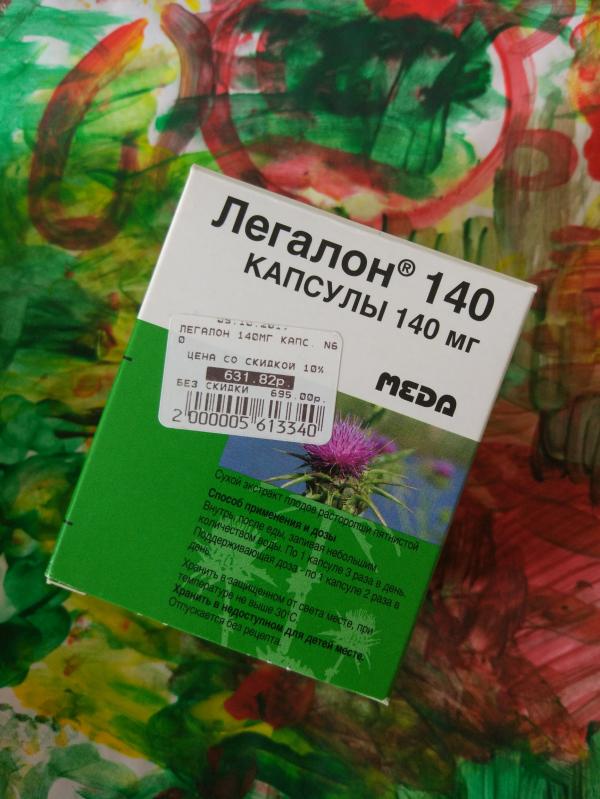 Легалон® 140
КАПСУЛЫ 140 мг
MEDA
ЛЕГАЛОН 140МГ КАПС. N6
0
ЦЕНА СО СКИДКОЙ 10%
631.82р.
БЕЗ СКИДКИ 695.00р.
2 000005 613340
Сухой экстракт плодов расторопши пятнистой
Способ применения и дозы
Внутрь, после еды, запивая небольшим
количеством воды. По 1 капсуле 3 раза в день.
Поддерживающая доза - по 1 капсуле 2 раза в
день.
Хранить в защищенном от света месте, при
температуре не выше 30°С.
Хранить в недоступном для детей месте.
Отпускается без рецепта.